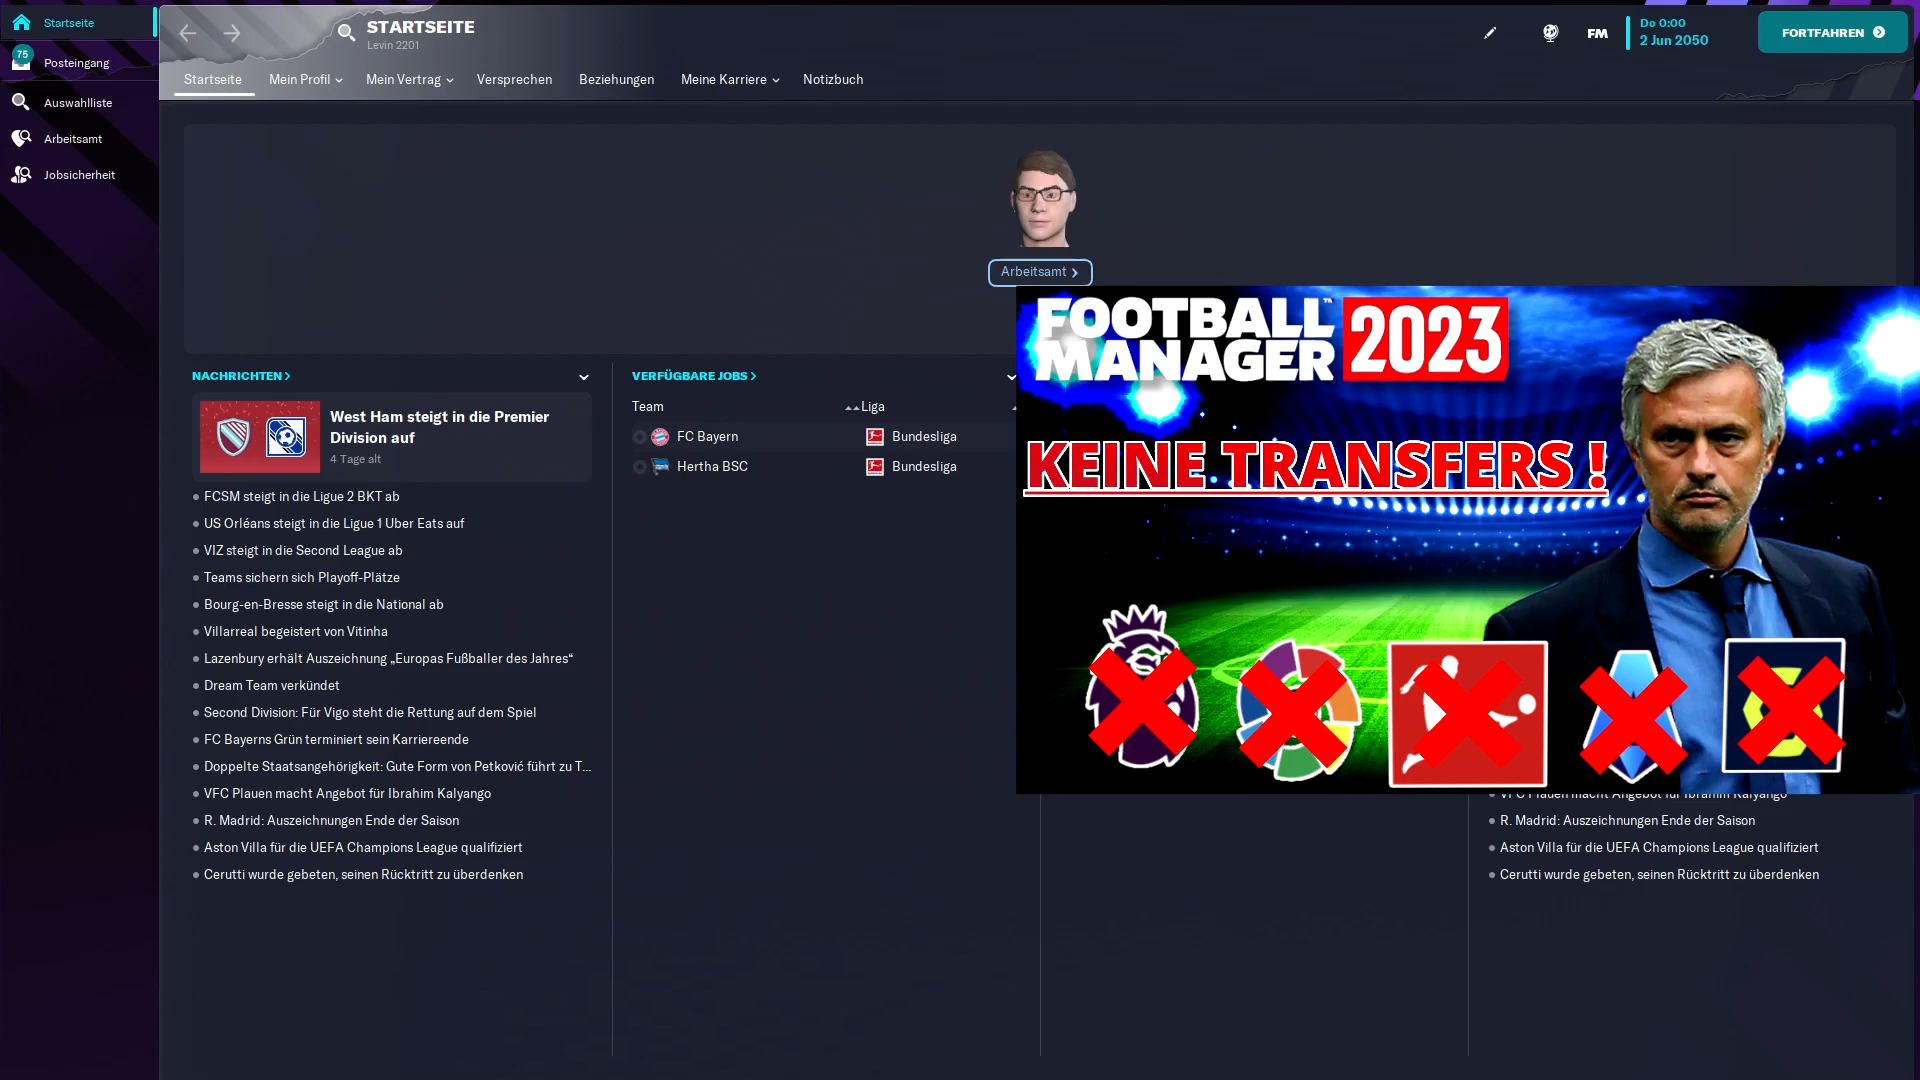 Startseite
75
Posteingang
Auswahlliste
Arbeitsamt
Jobsicherheit
STARTSEITE
Levin 2201
FM
Do 0:00
2 Jun 2050
FORTFAHREN
Startseite
Mein Profil
Mein Vertrag
Versprechen
Beziehungen
Meine Karriere
Notizbuch
Arbeitsamt
NACHRICHTEN
West Ham steigt in die Premier
Division auf
4 Tage alt
FCSM steigt in die Ligue 2 BKT ab
US Orléans steigt in die Ligue 1 Uber Eats auf
VIZ steigt in die Second League ab
Teams sichern sich Playoff-Plätze
Bourg-en-Bresse steigt in die National ab
Villarreal begeistert von Vitinha
Lazenbury erhält Auszeichnung „Europas Fußballer des Jahres“
Dream Team verkündet
Second Division: Für Vigo steht die Rettung auf dem Spiel
FC Bayerns Grün terminiert sein Karriereende
Doppelte Staatsangehörigkeit: Gute Form von Petković führt zu T...
VFC Plauen macht Angebot für Ibrahim Kalyango
R. Madrid: Auszeichnungen Ende der Saison
Aston Villa für die UEFA Champions League qualifiziert
Cerutti wurde gebeten, seinen Rücktritt zu überdenken
VERFÜGBARE JOBS
Team Liga
FC Bayern Bundesliga
Hertha BSC Bundesliga
FOOTBALL
MANAGER™ 2023
KEINE TRANSFERS !
VFC Plauen macht Angebot für Ibrahim Kalyango
R. Madrid: Auszeichnungen Ende der Saison
Aston Villa für die UEFA Champions League qualifiziert
Cerutti wurde gebeten, seinen Rücktritt zu überdenken